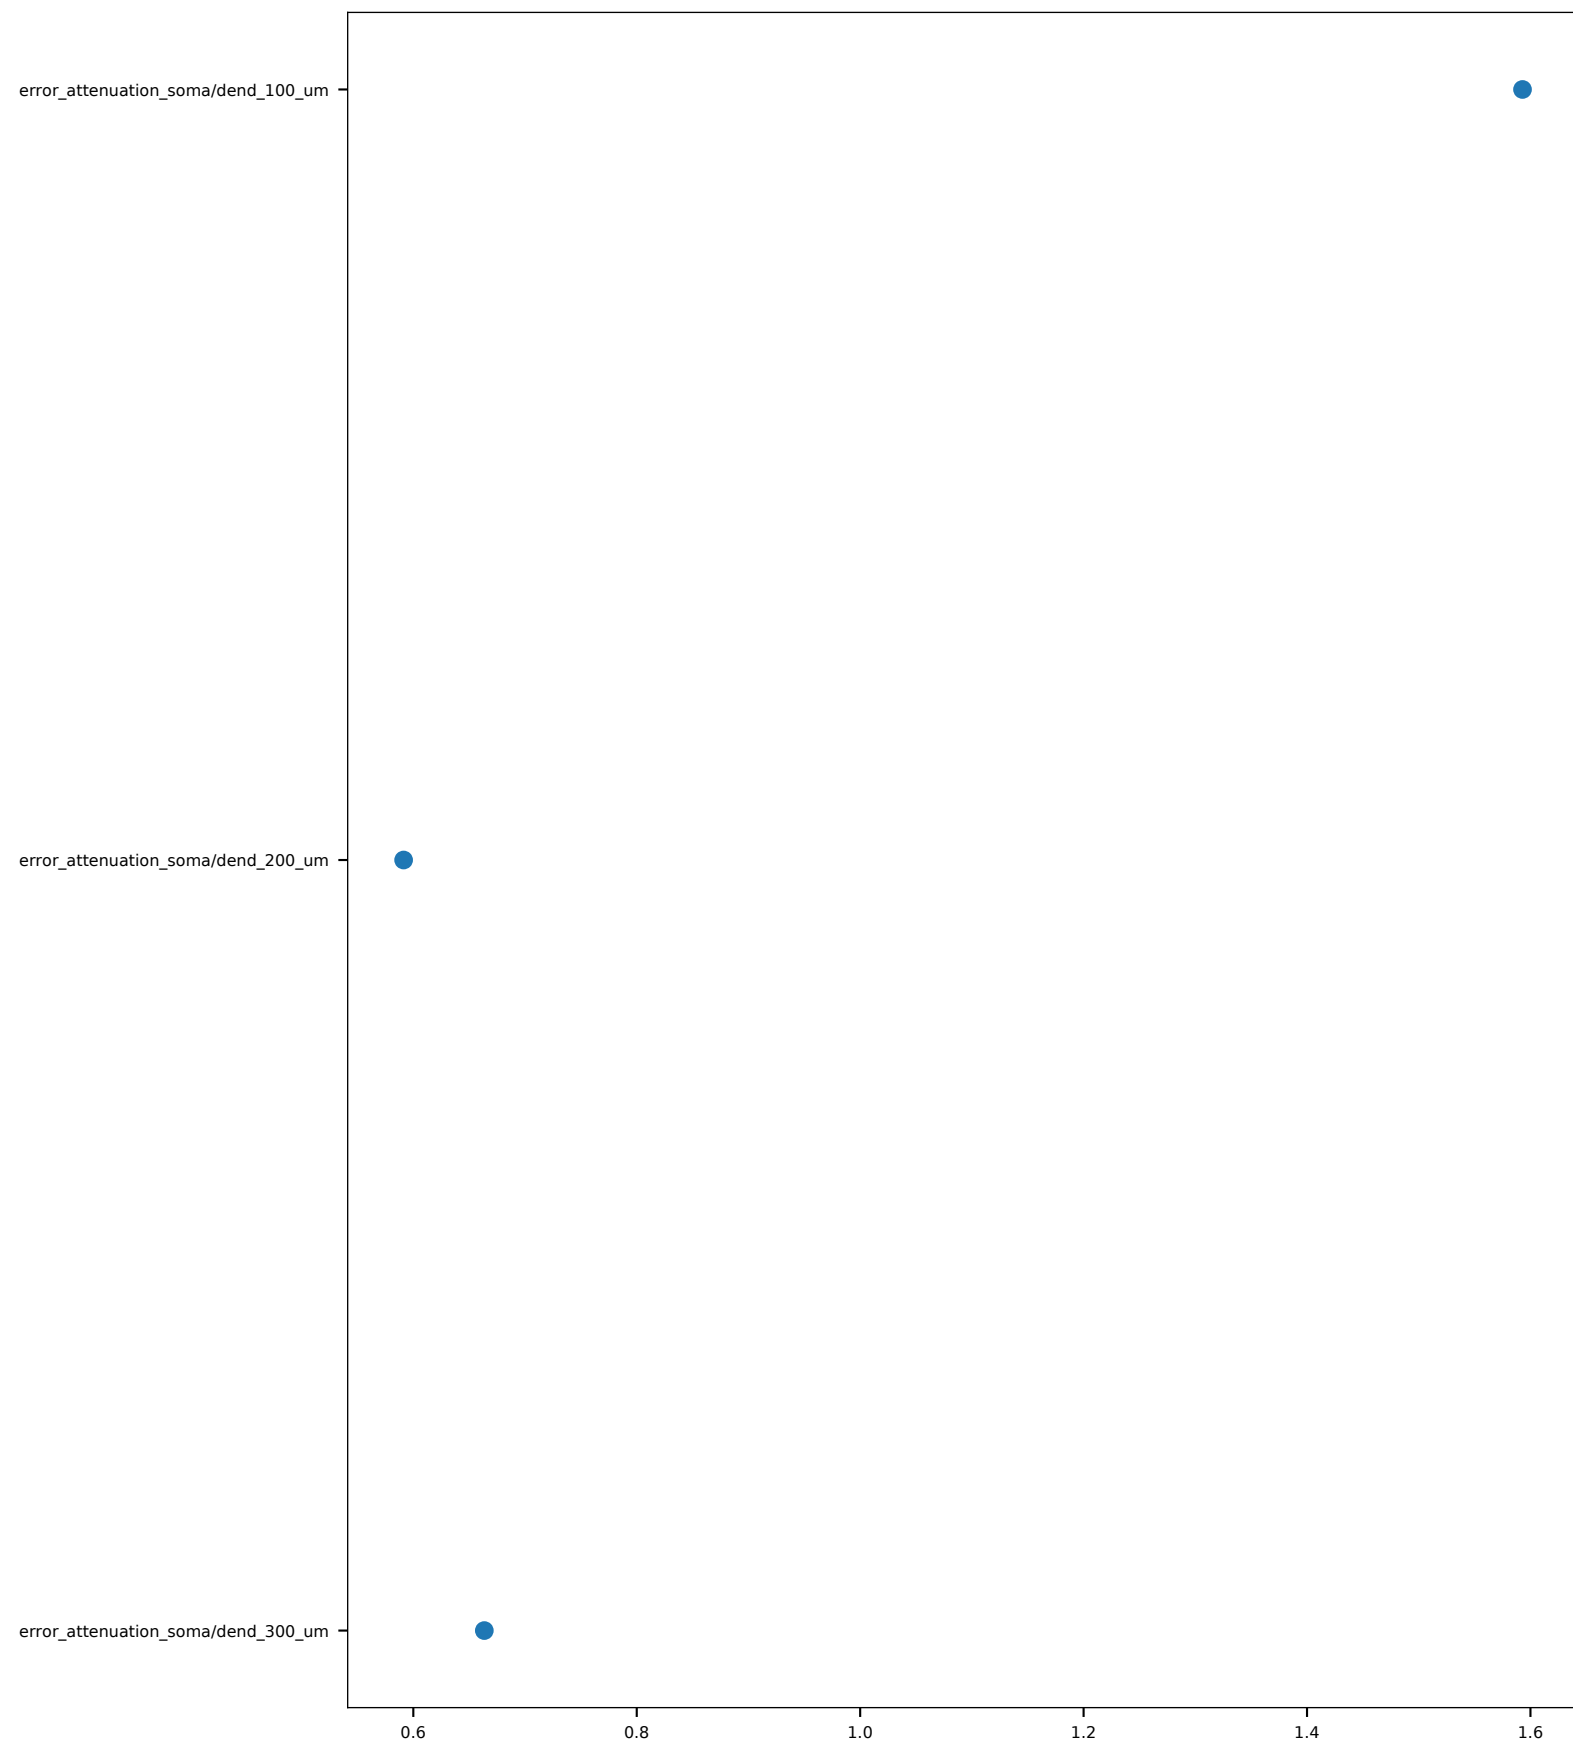 error_attenuation_soma/dend_100_um
error_attenuation_soma/dend_200_um
error_attenuation_soma/dend_300_um
0.6 0.8 1.0 1.2 1.4 1.6